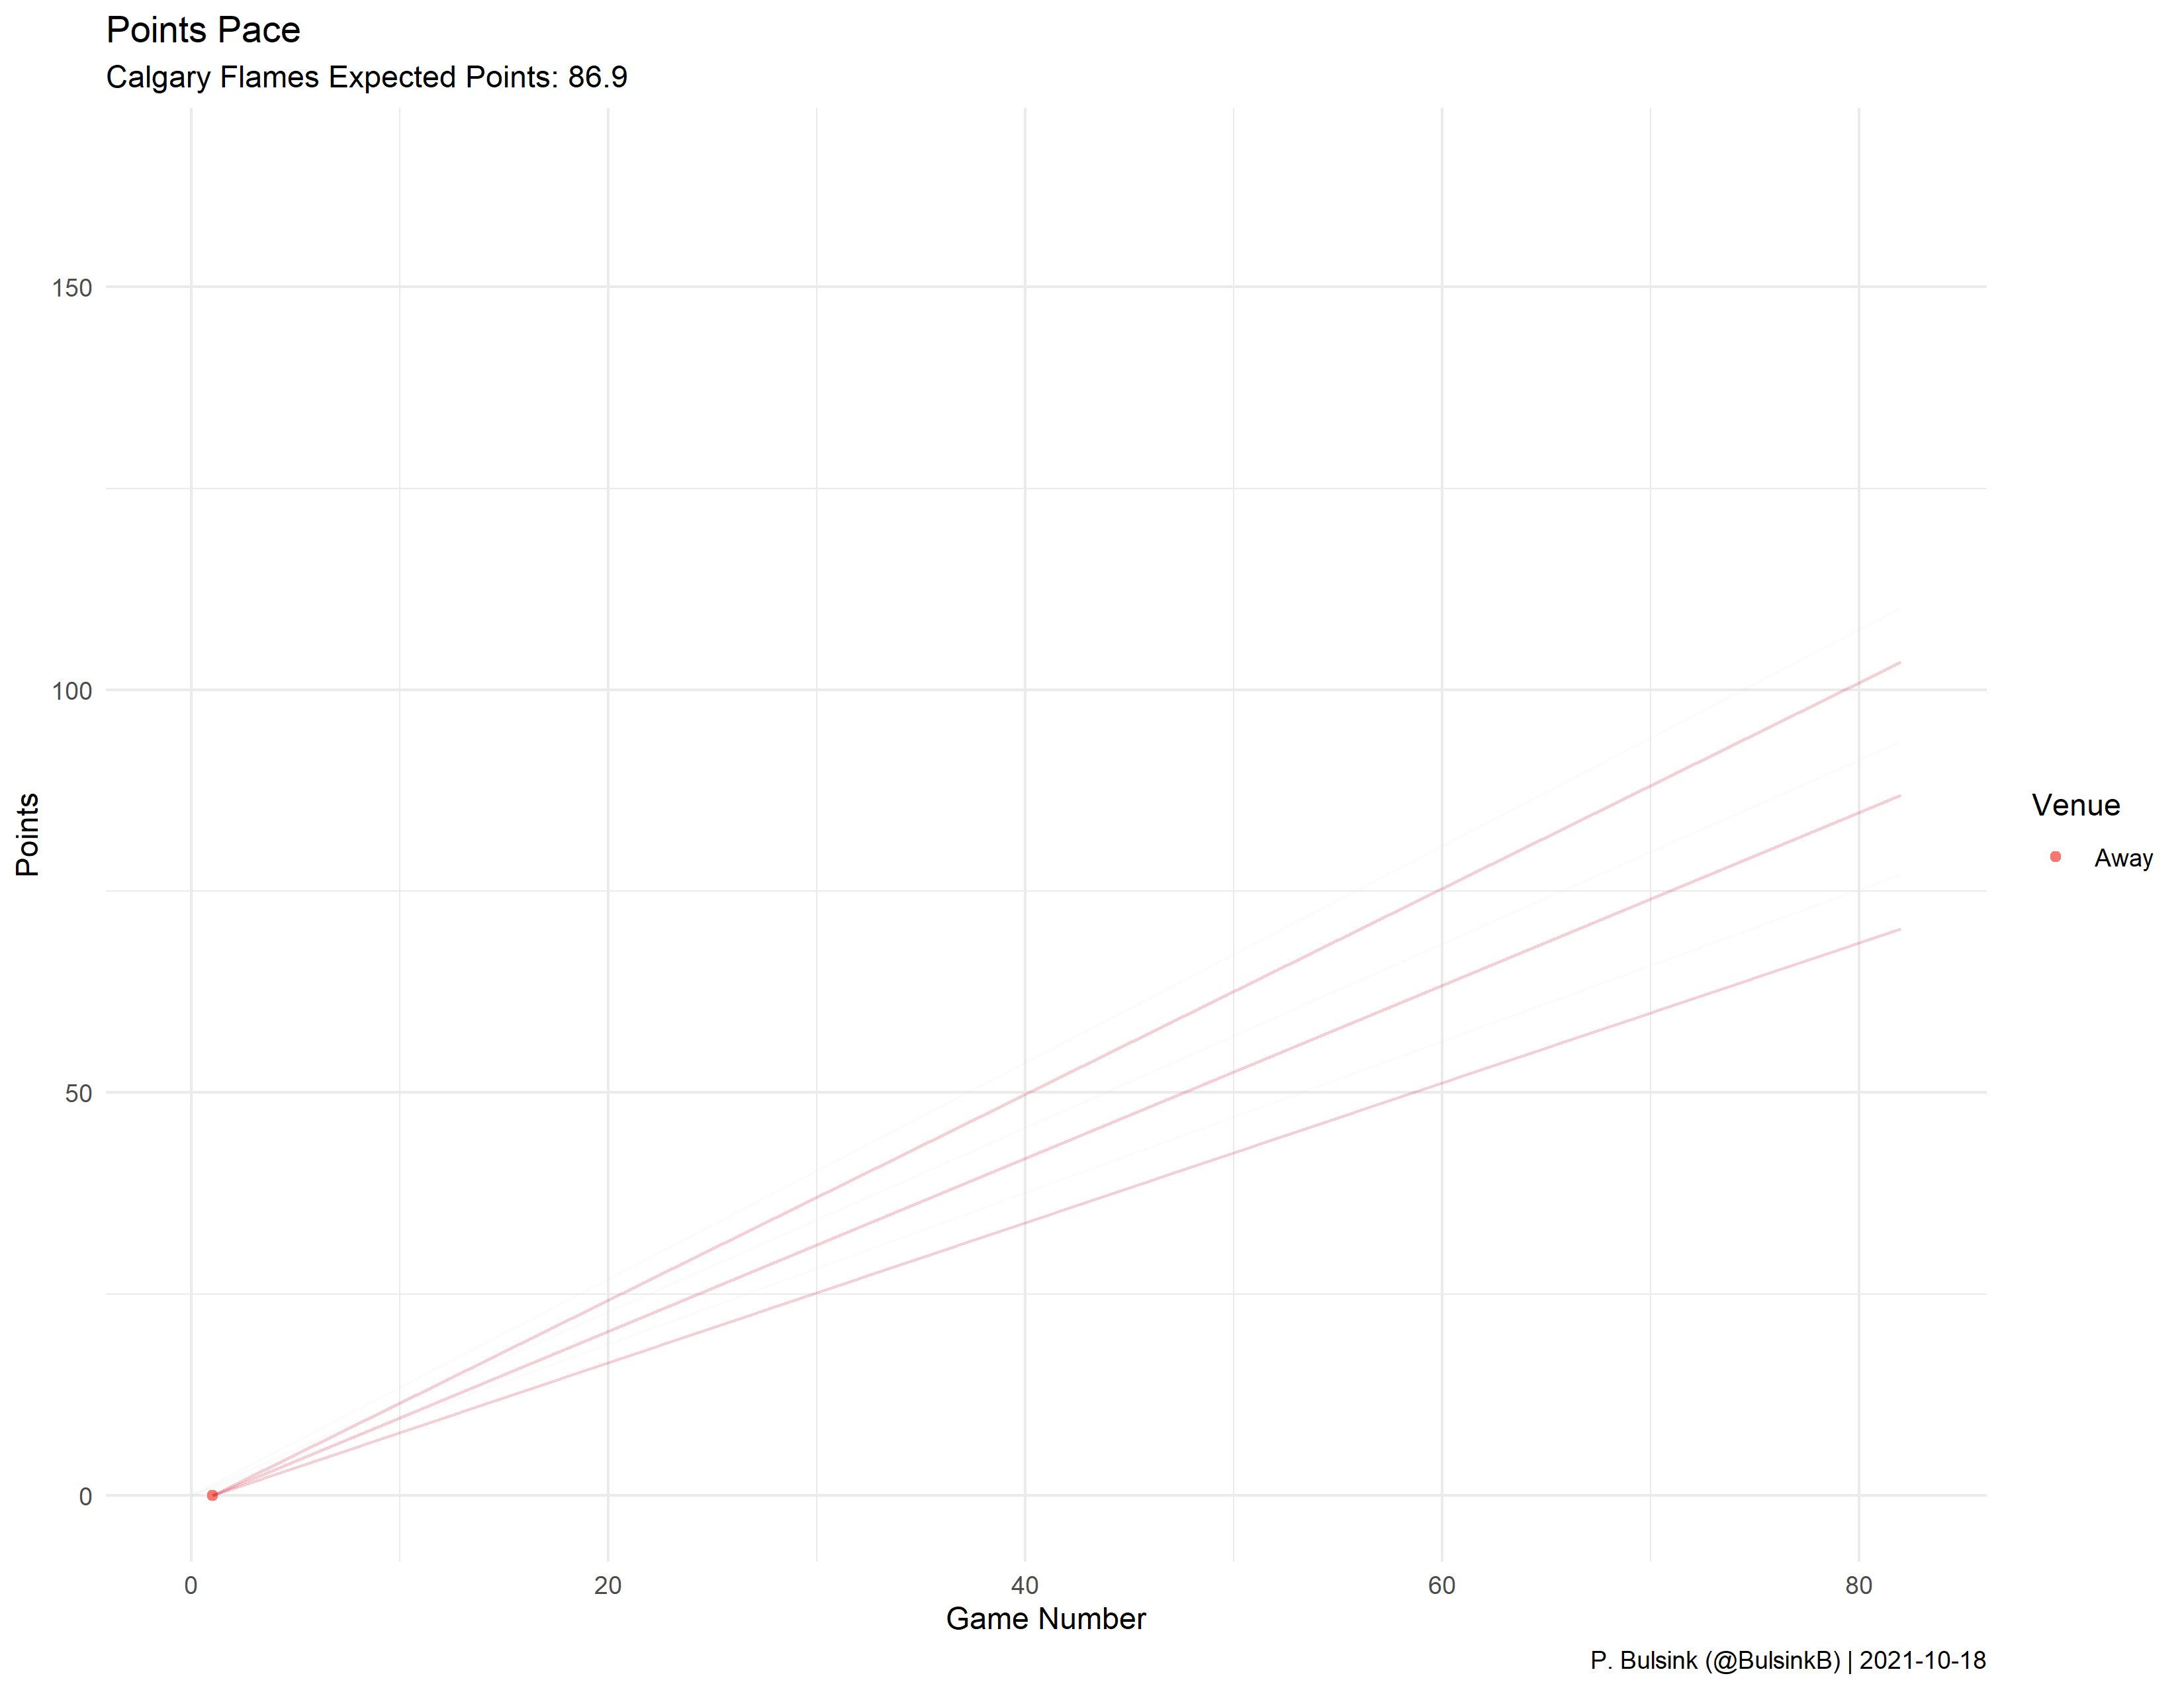 Points Pace
Calgary Flames Expected Points: 86.9
150
100
50
0
Points
0 20 40 60 80
Game Number
Venue
Away
P. Bulsink (@BulsinkB) | 2021-10-18